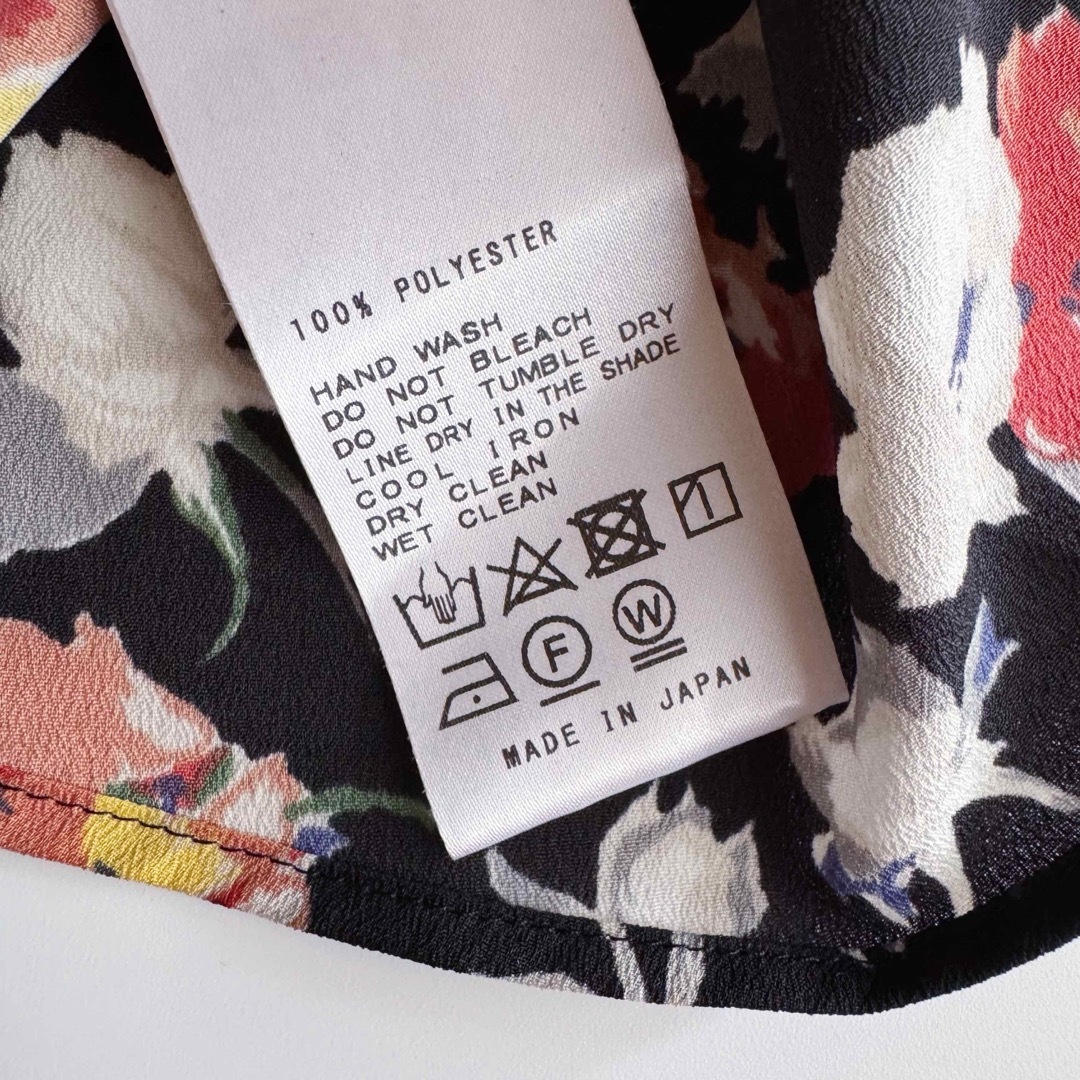 100% POLYESTER
HAND WASH
DO NOT BLEACH
DO NOT TUMBLE DRY
LINE DRY IN THE SHADE
COOL IRON
DRY CLEAN
WET CLEAN
F W
MADE IN JAPAN